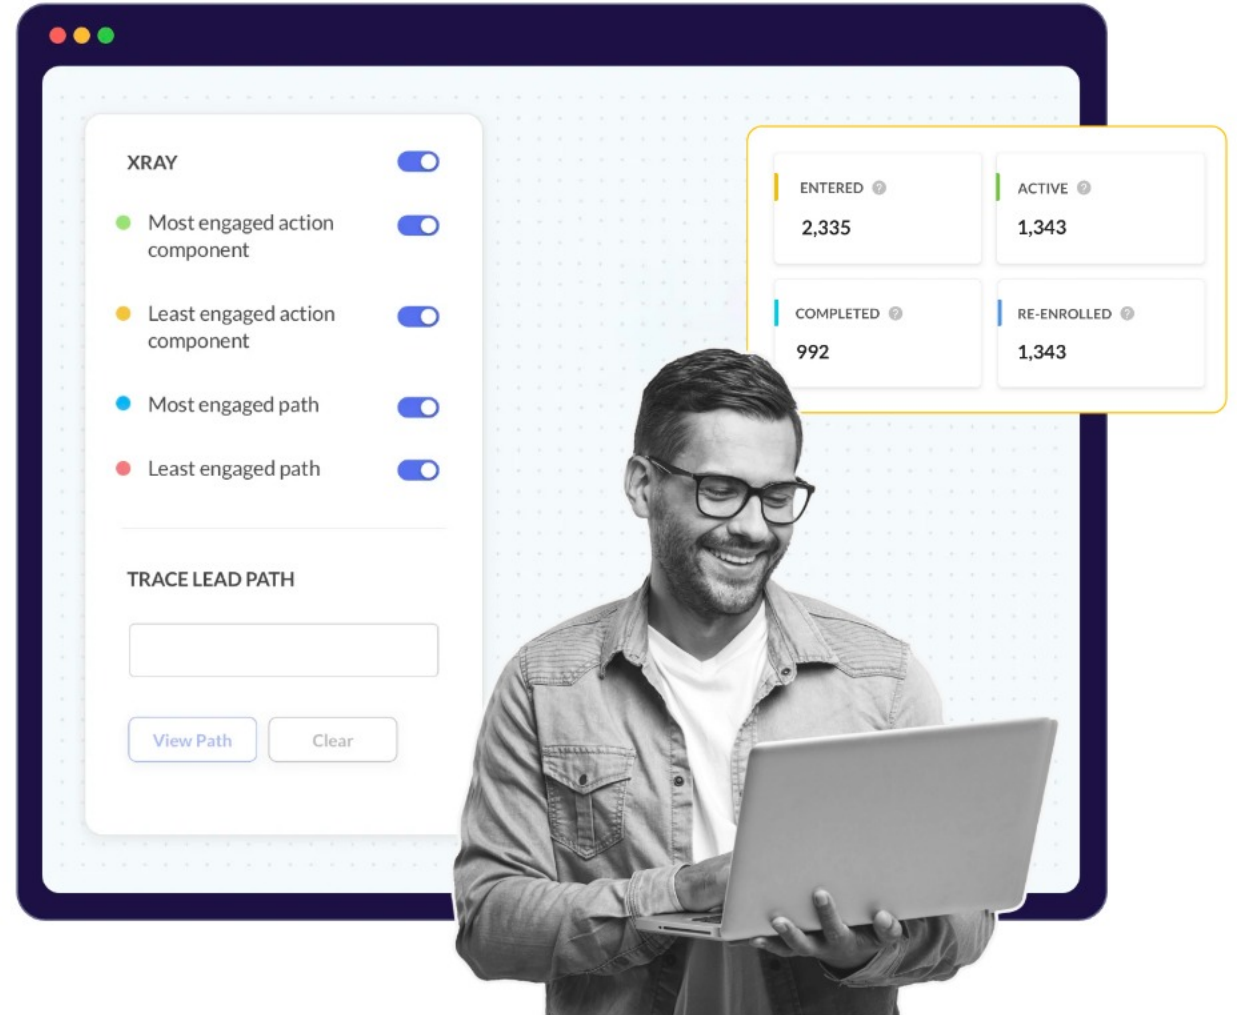 XRAY
Most engaged action
component
Least engaged action
component
Most engaged path
Least engaged path
TRACE LEAD PATH
View Path Clear
ENTERED ?
2,335
ACTIVE ?
1,343
COMPLETED ?
992
RE-ENROLLED ?
1,343